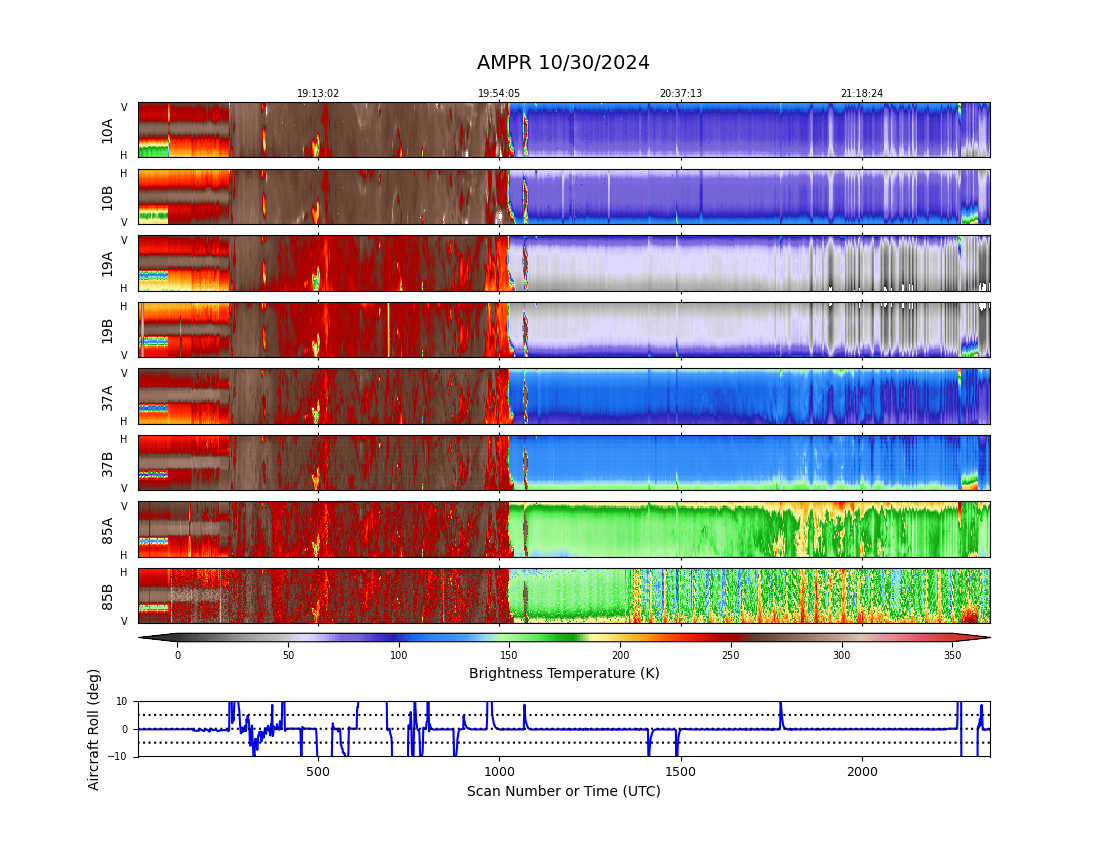 AMPR 10/30/2024
19:13:02 19:54:05 20:37:13 21:18:24
V
10A
H
H
10B
V
V
19A
H
H
19B
V
V
37A
H
H
37B
V
V
85A
H
H
85B
V
0 50 100 150 200 250 300 350
Brightness Temperature (K)
Aircraft Roll (deg)
10
0
−10
500 1000 1500 2000
Scan Number or Time (UTC)